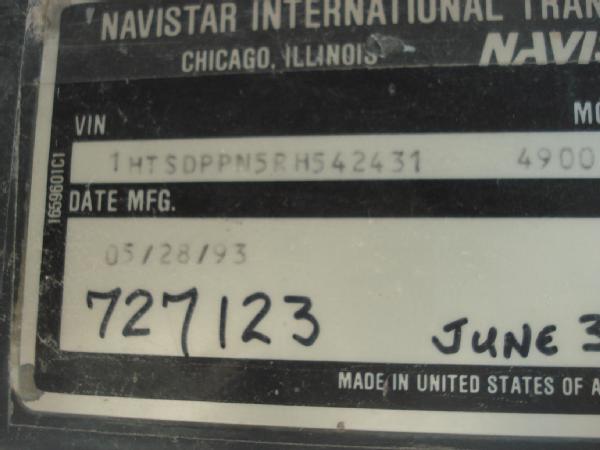 NAVISTAR INTERNATIONAL
CHICAGO, ILLINOIS
VIN
1HTSDPPN5RH542431 4900
DATE MFG.
05/28/93
727123 JUNE 3
MADE IN UNITED STATES OF
1659601C1